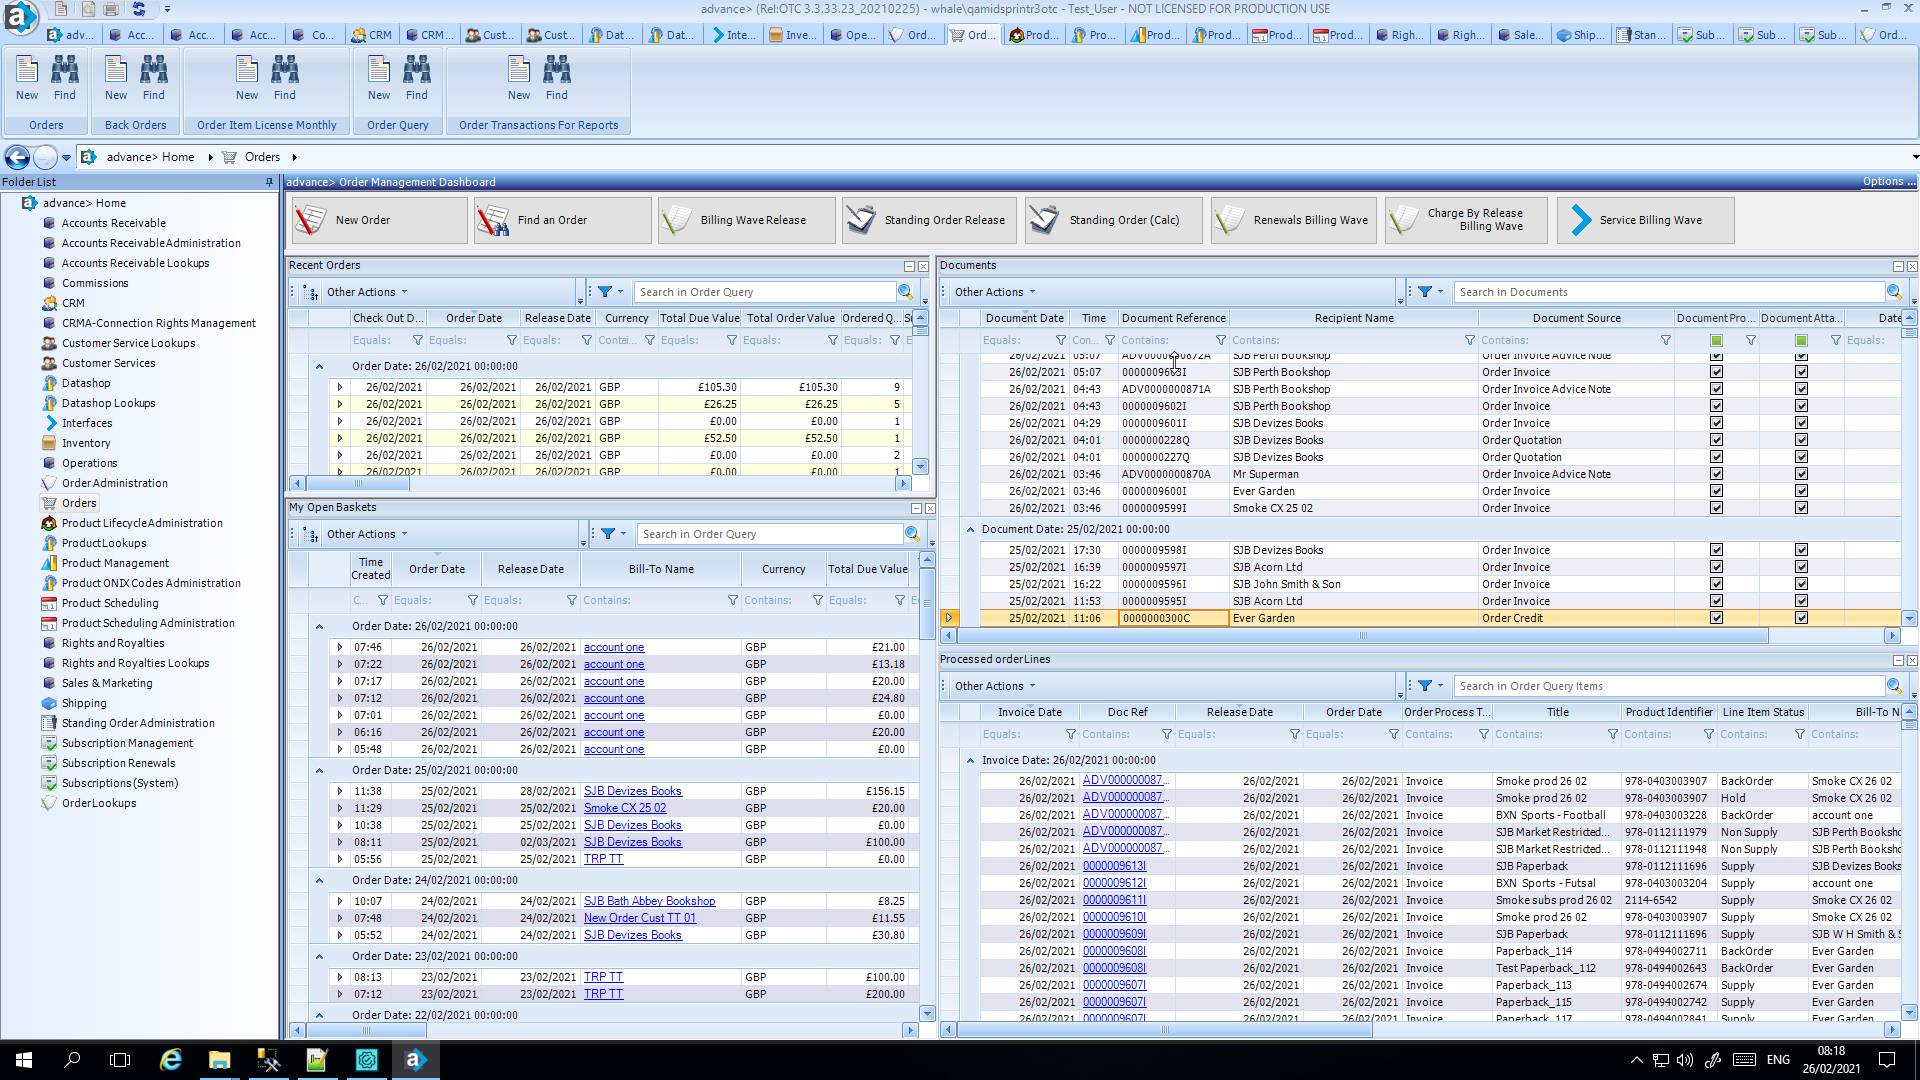 advance> (Rel:OTC 3.3.33.23_20210225) - whale\qamidsprintr3otc - Test_User - NOT LICENSED FOR PRODUCTION USE
adv... Acc... Acc... Acc... Co... CRM CRM... Cust... Cust... Dat... Dat... Inte... Inve... Ope... Ord... Ord... Prod... Pro... Prod... Prod... Prod... Prod... Righ... Righ... Sale... Ship... Stan... Sub... Sub... Sub... Ord...
New Find New Find New Find New Find New Find
Orders Back Orders Order Item License Monthly Order Query Order Transactions For Reports
advance> Home Orders
Folder List
advance> Home
Accounts Receivable
Accounts Receivable Administration
Accounts Receivable Lookups
Commissions
CRM
CRMA-Connection Rights Management
Customer Service Lookups
Customer Services
Datashop
Datashop Lookups
Interfaces
Inventory
Operations
Order Administration
Orders
Product Lifecycle Administration
Product Lookups
Product Management
Product ONIX Codes Administration
Product Scheduling
Product Scheduling Administration
Rights and Royalties
Rights and Royalties Lookups
Sales & Marketing
Shipping
Standing Order Administration
Subscription Management
Subscription Renewals
Subscriptions (System)
Order Lookups
advance> Order Management Dashboard Options ...
New Order Find an Order Billing Wave Release Standing Order Release Standing Order (Calc) Renewals Billing Wave Charge By Release Billing Wave Service Billing Wave
Recent Orders
Other Actions Search in Order Query
Check Out D... Order Date Release Date Currency Total Due Value Total Order Value Ordered Q...
Equals: Equals: Equals: Contai... Equals: Equals: Equals:
Order Date: 26/02/2021 00:00:00
26/02/2021 26/02/2021 26/02/2021 GBP £105.30 £105.30 9
26/02/2021 26/02/2021 26/02/2021 GBP £26.25 £26.25 5
26/02/2021 26/02/2021 26/02/2021 GBP £0.00 £0.00 1
26/02/2021 26/02/2021 26/02/2021 GBP £52.50 £52.50 1
26/02/2021 26/02/2021 26/02/2021 GBP £0.00 £0.00 2
26/02/2021 26/02/2021 26/02/2021 GBP £0.00 £0.00 1
My Open Baskets
Other Actions Search in Order Query
Time Created Order Date Release Date Bill-To Name Currency Total Due Value
C... Equals: Equals: Contains: Contains: Equals:
Order Date: 26/02/2021 00:00:00
07:46 26/02/2021 26/02/2021 account one GBP £21.00
07:22 26/02/2021 26/02/2021 account one GBP £13.18
07:17 26/02/2021 26/02/2021 account one GBP £20.00
07:12 26/02/2021 26/02/2021 account one GBP £24.80
07:01 26/02/2021 26/02/2021 account one GBP £0.00
06:16 26/02/2021 26/02/2021 account one GBP £20.00
05:48 26/02/2021 26/02/2021 account one GBP £0.00
Order Date: 25/02/2021 00:00:00
11:38 25/02/2021 28/02/2021 SJB Devizes Books GBP £156.15
11:29 25/02/2021 25/02/2021 Smoke CX 25 02 GBP £20.00
10:38 25/02/2021 25/02/2021 SJB Devizes Books GBP £0.00
08:11 25/02/2021 02/03/2021 SJB Devizes Books GBP £100.00
05:56 25/02/2021 25/02/2021 TRP TT GBP £0.00
Order Date: 24/02/2021 00:00:00
10:07 24/02/2021 24/02/2021 SJB Bath Abbey Bookshop GBP £8.25
07:48 24/02/2021 24/02/2021 New Order Cust TT 01 GBP £11.55
05:52 24/02/2021 24/02/2021 SJB Devizes Books GBP £30.80
Order Date: 23/02/2021 00:00:00
08:13 23/02/2021 23/02/2021 TRP TT GBP £100.00
07:12 23/02/2021 23/02/2021 TRP TT GBP £200.00
Order Date: 22/02/2021 00:00:00
Documents
Other Actions Search in Documents
Document Date Time Document Reference Recipient Name Document Source Document Pro... Document Atta... Date
Equals: Con... Contains: Contains: Contains: Equals:
26/02/2021 05:07 SJB Perth Bookshop Order Invoice Advice Note
26/02/2021 05:07 SJB Perth Bookshop Order Invoice
26/02/2021 04:43 ADV0000000871A SJB Perth Bookshop Order Invoice Advice Note
26/02/2021 04:43 0000009602I SJB Perth Bookshop Order Invoice
26/02/2021 04:29 0000009601I SJB Devizes Books Order Invoice
26/02/2021 04:01 0000000228Q SJB Devizes Books Order Quotation
26/02/2021 04:01 0000000227Q SJB Devizes Books Order Quotation
26/02/2021 03:46 ADV0000000870A Mr Superman Order Invoice Advice Note
26/02/2021 03:46 0000009600I Ever Garden Order Invoice
26/02/2021 03:46 0000009599I Smoke CX 25 02 Order Invoice
Document Date: 25/02/2021 00:00:00
25/02/2021 17:30 0000009598I SJB Devizes Books Order Invoice
25/02/2021 16:39 0000009597I SJB Acorn Ltd Order Invoice
25/02/2021 16:22 0000009596I SJB John Smith & Son Order Invoice
25/02/2021 11:53 0000009595I SJB Acorn Ltd Order Invoice
25/02/2021 11:06 0000000300C Ever Garden Order Credit
Processed orderLines
Other Actions Search in Order Query Items
Invoice Date Doc Ref Release Date Order Date Order Process T... Title Product Identifier Line Item Status Bill-To N
Equals: Contains: Equals: Equals: Contains: Contains: Contains: Contains: Contains:
Invoice Date: 26/02/2021 00:00:00
26/02/2021 ADV000000087... 26/02/2021 26/02/2021 Invoice Smoke prod 26 02 978-0403003907 BackOrder Smoke CX 26 02
26/02/2021 ADV000000087... 26/02/2021 26/02/2021 Invoice Smoke prod 26 02 978-0403003907 Hold Smoke CX 26 02
26/02/2021 ADV000000087... 26/02/2021 26/02/2021 Invoice BXN Sports - Football 978-0403003228 BackOrder account one
26/02/2021 ADV000000087... 26/02/2021 26/02/2021 Invoice SJB Market Restricted... 978-0112111979 Non Supply SJB Perth Booksho
26/02/2021 ADV000000087... 26/02/2021 26/02/2021 Invoice SJB Market Restricted... 978-0112111948 Non Supply SJB Perth Booksho
26/02/2021 0000009613I 26/02/2021 26/02/2021 Invoice SJB Paperback 978-0112111696 Supply SJB Devizes Books
26/02/2021 0000009612I 26/02/2021 26/02/2021 Invoice BXN Sports - Futsal 978-0403003204 Supply account one
26/02/2021 0000009611I 26/02/2021 26/02/2021 Invoice Smoke subs prod 26 02 2114-6542 Supply Smoke CX 26 02
26/02/2021 0000009610I 26/02/2021 26/02/2021 Invoice Smoke prod 26 02 978-0403003907 Supply Smoke CX 26 02
26/02/2021 0000009609I 26/02/2021 26/02/2021 Invoice SJB Paperback 978-0112111696 Supply SJB W H Smith & S
26/02/2021 0000009608I 26/02/2021 26/02/2021 Invoice Paperback_114 978-0494002711 BackOrder Ever Garden
26/02/2021 0000009608I 26/02/2021 26/02/2021 Invoice Test Paperback_112 978-0494002643 BackOrder Ever Garden
26/02/2021 0000009607I 26/02/2021 26/02/2021 Invoice Paperback_113 978-0494002674 Supply Ever Garden
26/02/2021 0000009607I 26/02/2021 26/02/2021 Invoice Paperback_115 978-0494002742 Supply Ever Garden
26/02/2021 0000009607I 26/02/2021 26/02/2021 Invoice Paperback_117 978-0494002841 Supply Ever Garden
ENG 08:18
26/02/2021